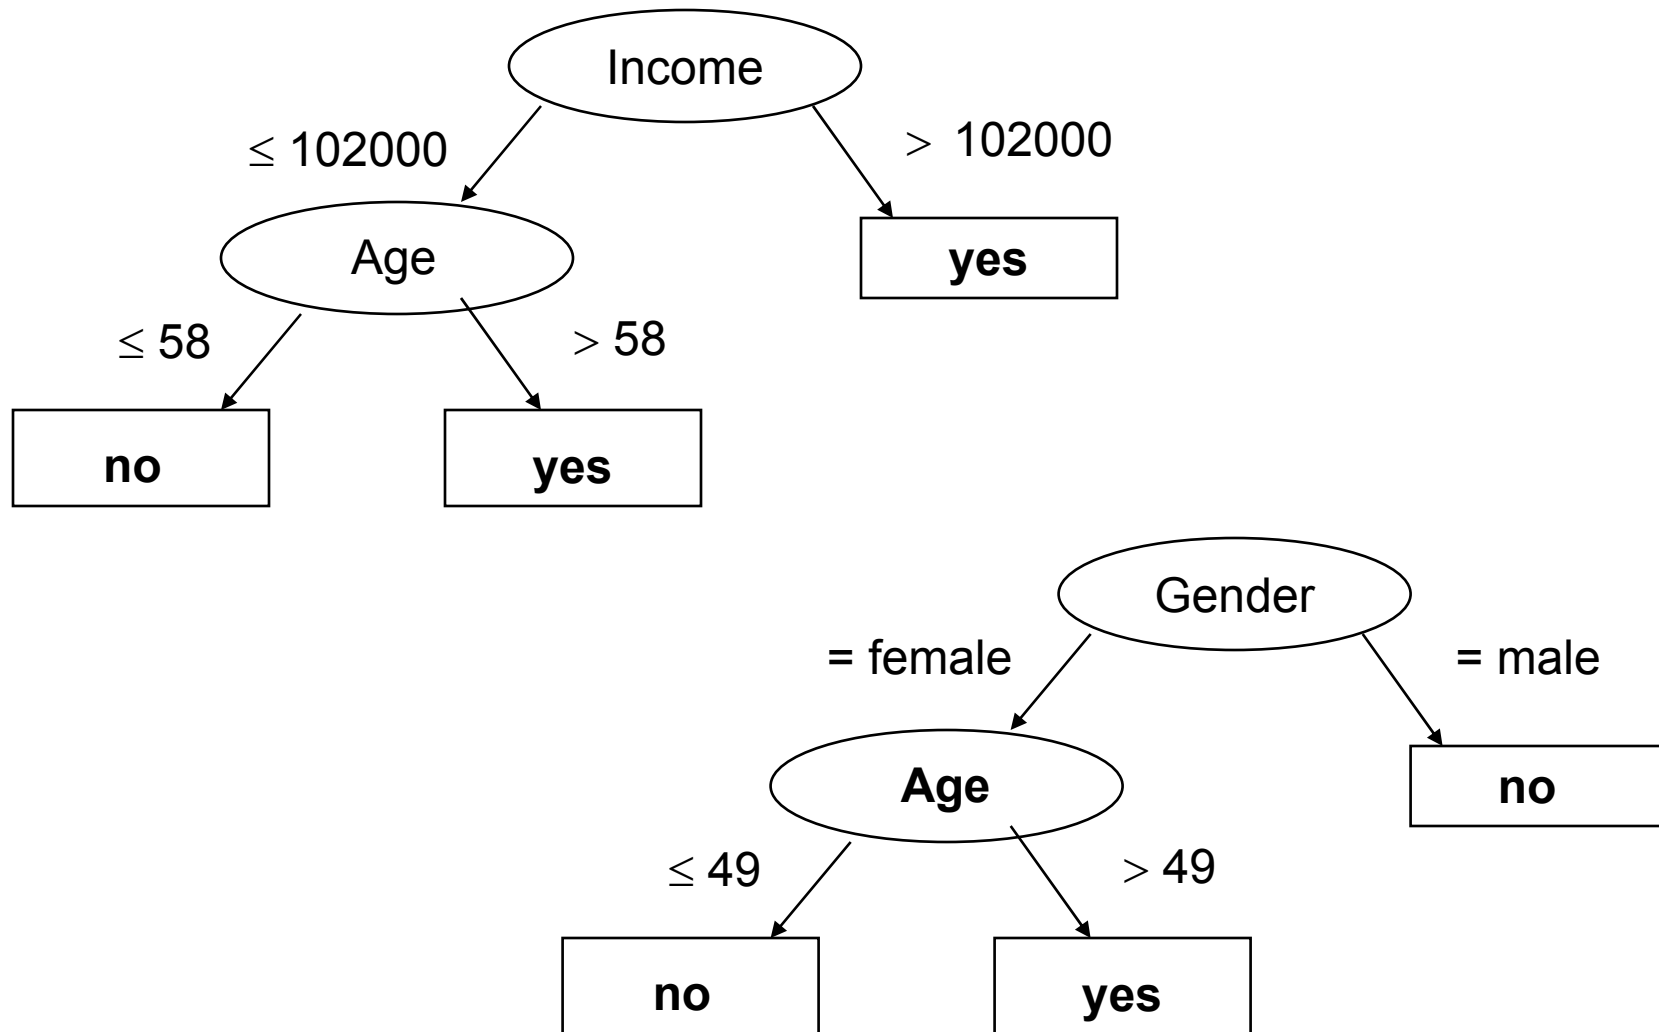 Income
≤ 102000
> 102000
Age
yes
≤ 58
> 58
no
yes
Gender
= female
= male
Age
no
≤ 49
> 49
no
yes